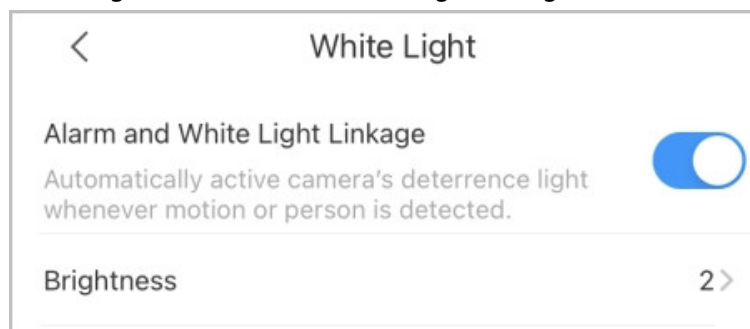 White Light
Alarm and White Light Linkage
Automatically active camera's deterrence light
whenever motion or person is detected.
Brightness
2